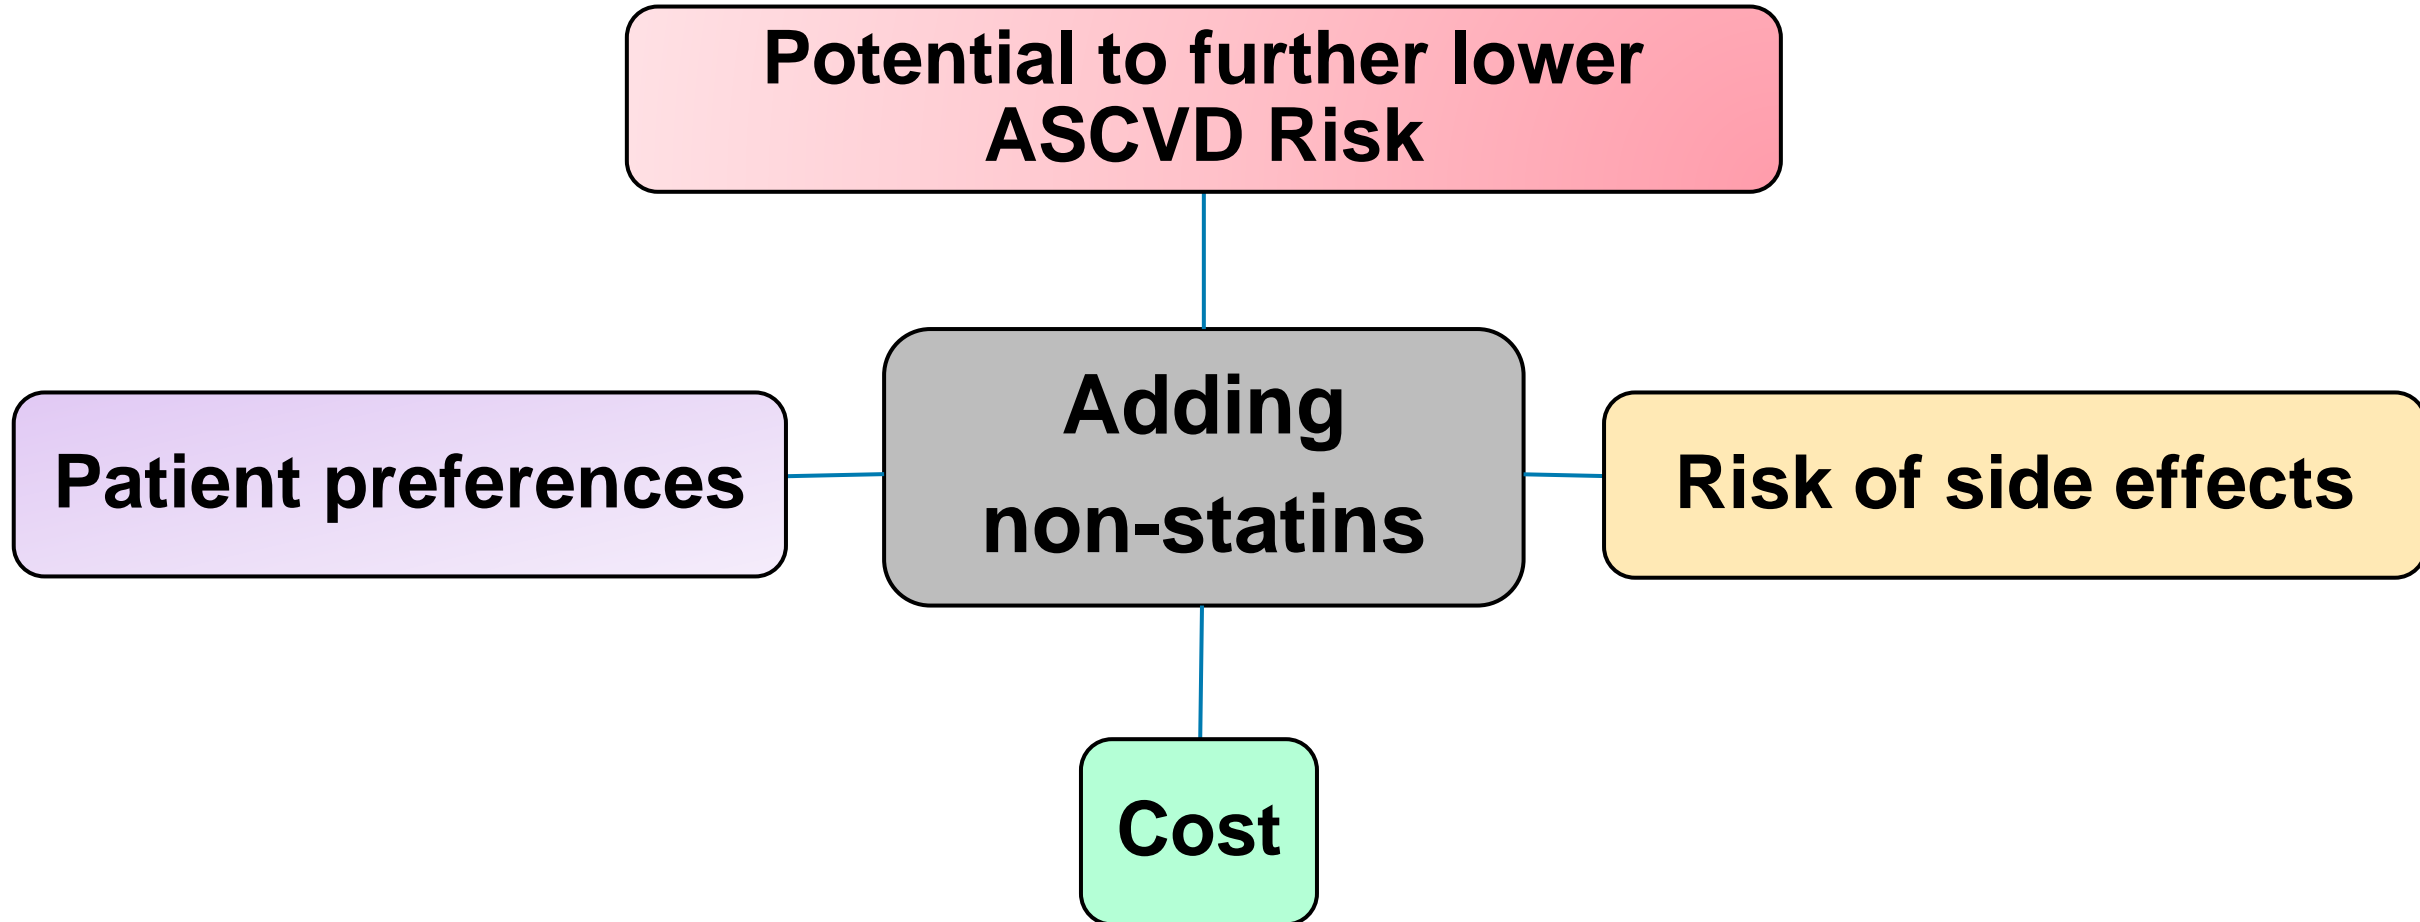 Potential to further lower
ASCVD Risk
Adding
non-statins
Patient preferences
Risk of side effects
Cost